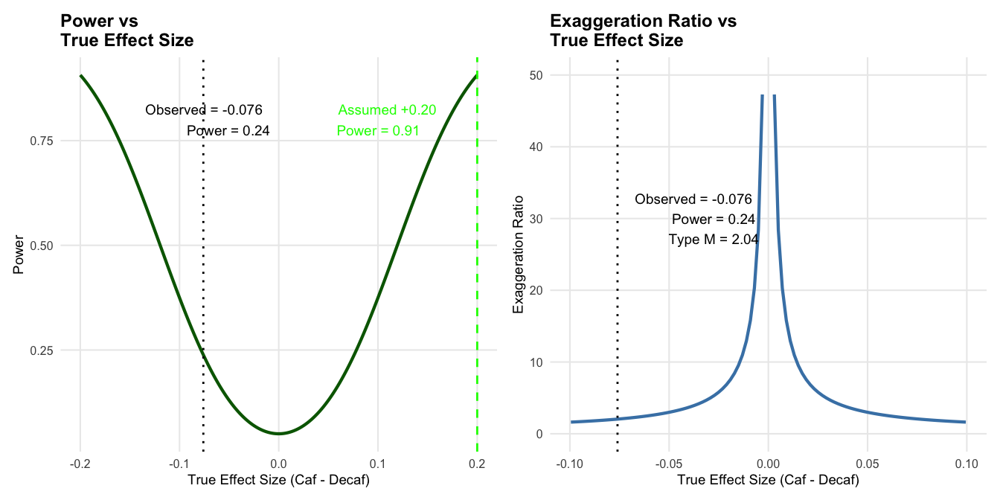 Power vs
True Effect Size
Power
0.75
0.50
0.25
Observed = -0.076
Power = 0.24
Assumed +0.20
Power = 0.91
-0.2
-0.1
0.0
0.1
0.2
True Effect Size (Caf - Decaf)
Exaggeration Ratio vs
True Effect Size
Exaggeration Ratio
50
40
30
20
10
0
Observed = -0.076
Power = 0.24
Type M = 2.04
-0.10
-0.05
0.00
0.05
0.10
True Effect Size (Caf - Decaf)